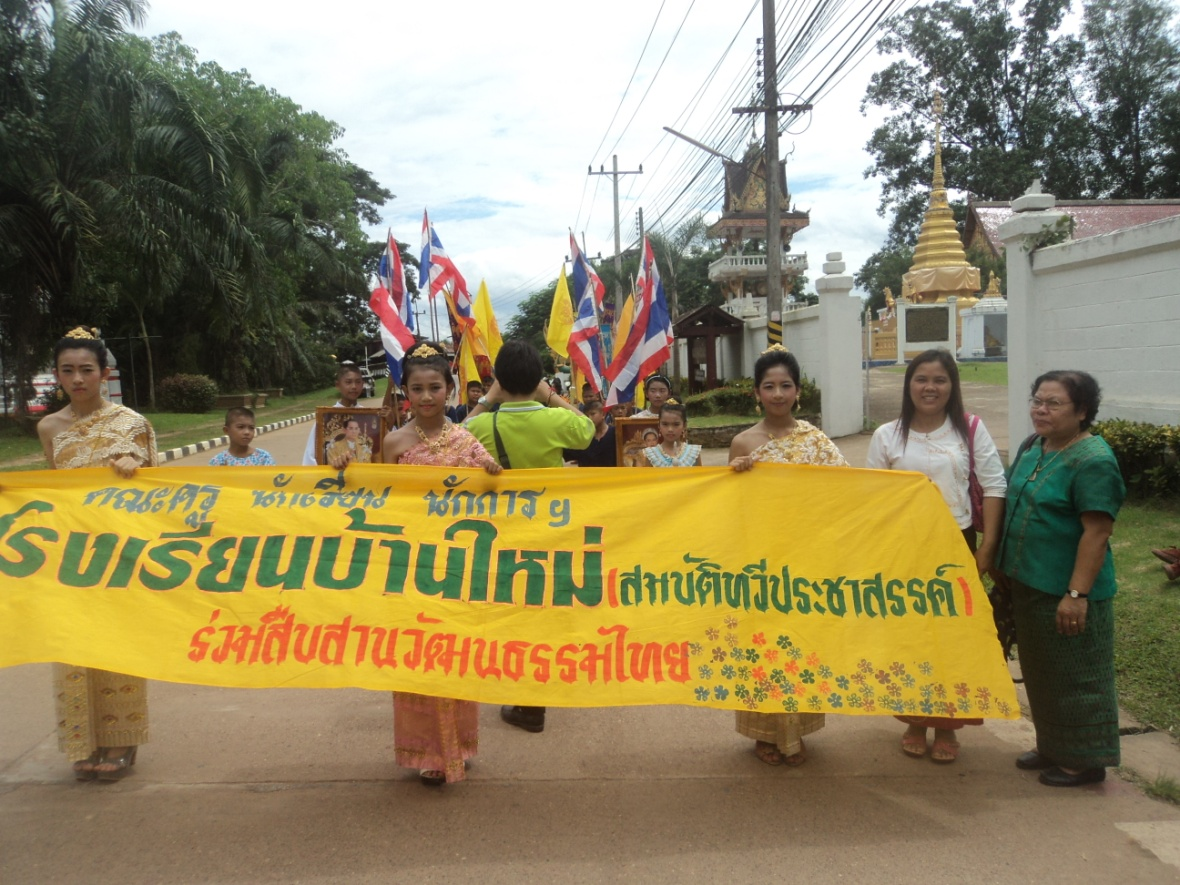 คณะครู นักเรียน นักการ ฯ
โรงเรียนบ้านใหม่ (สมบัติทวีประชาสรรค์)
ร่วมสืบสานวัฒนธรรมไทย